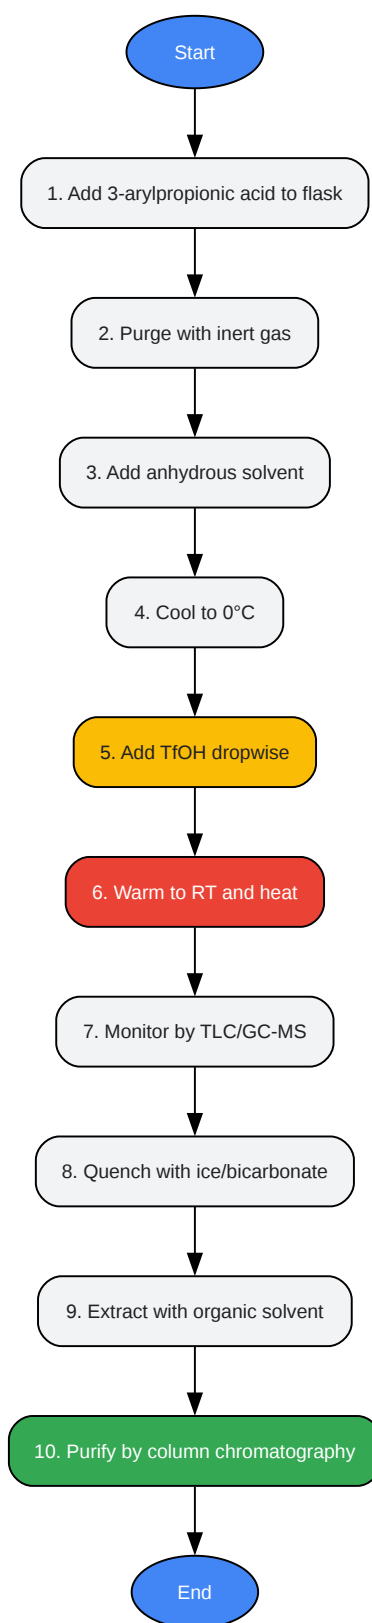 Start
1. Add 3-arylpropionic acid to flask
2. Purge with inert gas
3. Add anhydrous solvent
4. Cool to 0°C
5. Add TfOH dropwise
6. Warm to RT and heat
7. Monitor by TLC/GC-MS
8. Quench with ice/bicarbonate
9. Extract with organic solvent
10. Purify by column chromatography
End